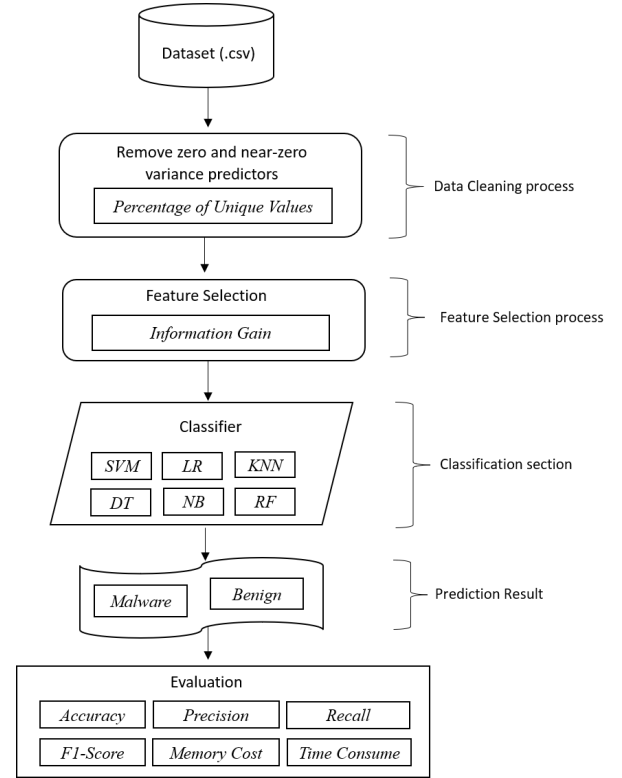 Dataset (.csv)
Remove zero and near-zero
variance predictors
Percentage of Unique Values
Data Cleaning process
Feature Selection
Information Gain
Feature Selection process
Classifier
SVM LR KNN
DT NB RF
Classification section
Malware Benign
Prediction Result
Evaluation
Accuracy Precision Recall
F1-Score Memory Cost Time Consume